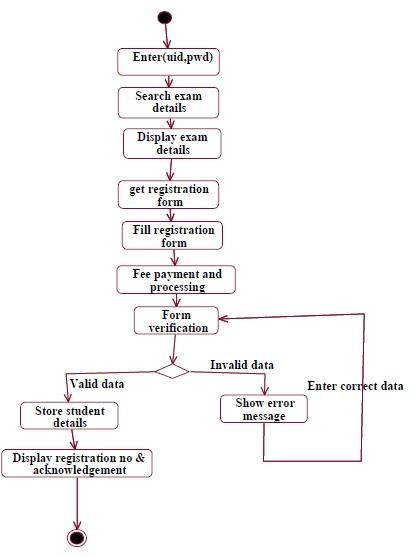 Enter(uid,pwd)
Search exam
details
Display exam
details
get registration
form
Fill registration
form
Fee payment and
processing
Form
verification
Invalid data
Valid data
Enter correct data
Show error
message
Store student
details
Display registration no &
acknowledgement